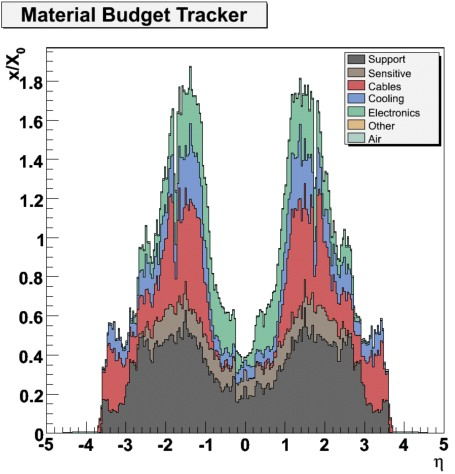 Material Budget Tracker
x/X0
Support
Sensitive
Cables
Cooling
Electronics
Other
Air
1.8
1.6
1.4
1.2
1
0.8
0.6
0.4
0.2
0
-5 -4 -3 -2 -1 0 1 2 3 4 5
η